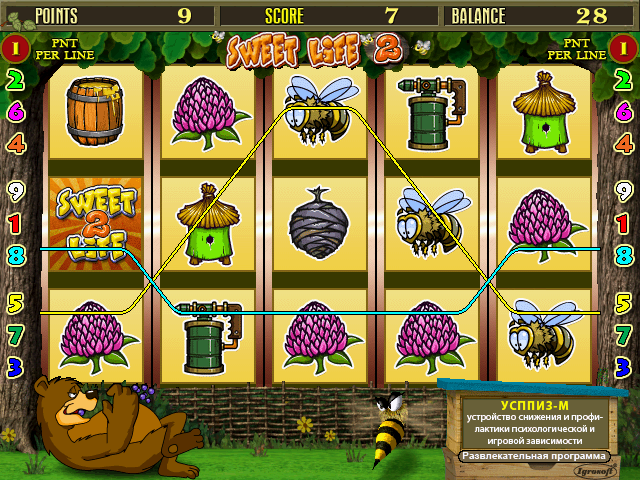 POINTS 9 SCORE 7 BALANCE 28
1 PNT PER LINE SWEET LIFE 2 PNT PER LINE 1
2 2
6 6
4 4
9 9
1 SWEET 2 LIFE 1
8 8
5 5
7 7
3 3
УСППИЗ-М
устройство снижения и профи-
лактики психологической и
игровой зависимости
Развлекательная программа
Igrosoft